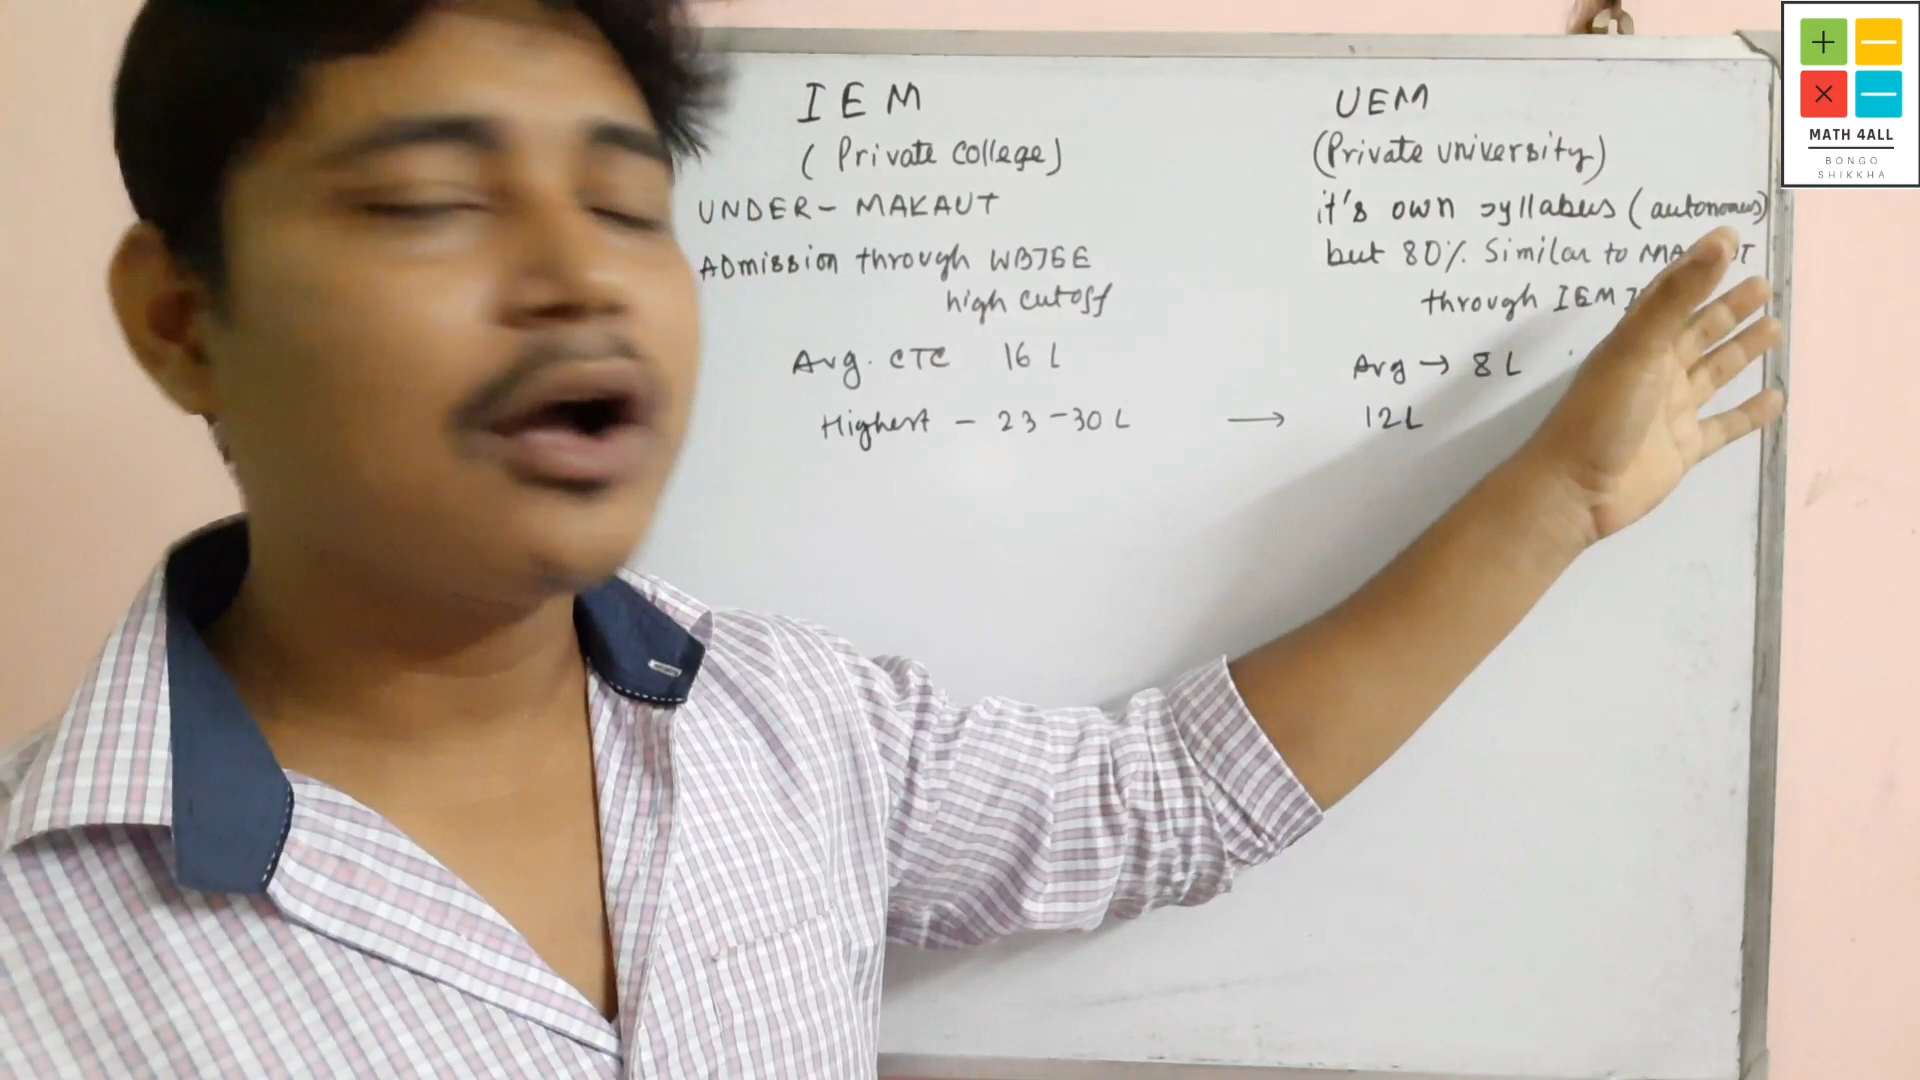 IEM
(Private college)
UNDER - MAKAUT
ADmission through WBJEE
high cutoff
Avg. CTC 16 L
Highest - 23-30 L →
UEM
(Private university)
it's own syllabus (autonomus)
but 80% Similar to
through IEM
Avg → 8 L
12L
+ −
× −
MATH 4ALL
BONGO
SHIKKHA